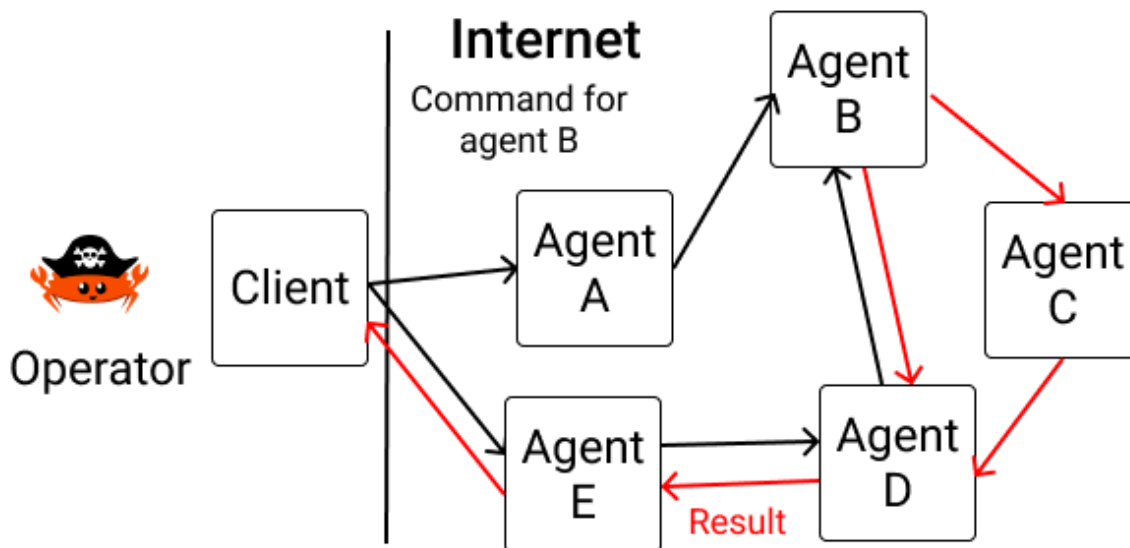 Internet
Command for
agent B
Agent
B
Agent
A
Client
Agent
C
Operator
Agent
E
Agent
D
Result